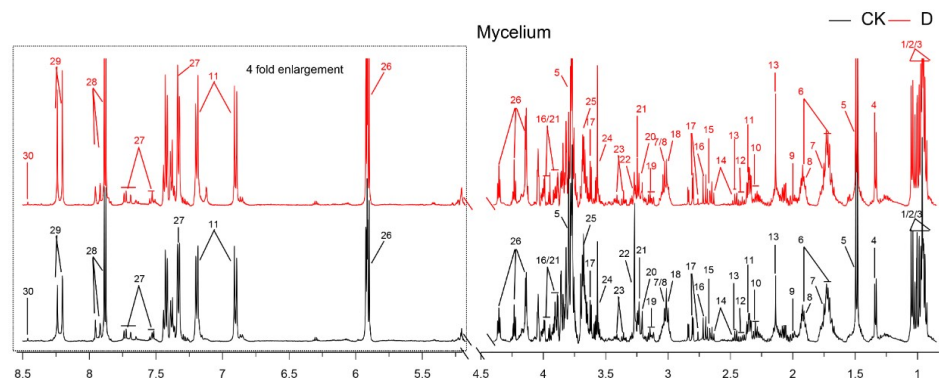 CK D
Mycelium
4 fold enlargement
30 29 28 27 27 11 26
26 16/21 5 25 17 24 23 22 21 20 19 7/8 18 17 16 15 14 13 12 11 10 9 8 7 6 5 4 1/2/3
30 29 28 27 27 11 26
26 16/21 5 25 17 24 23 22 21 20 19 7/8 18 17 16 15 14 13 12 11 10 9 8 7 6 5 4 1/2/3
8.5 8 7.5 7 6.5 6 5.5 4.5 4 3.5 3 2.5 2 1.5 1